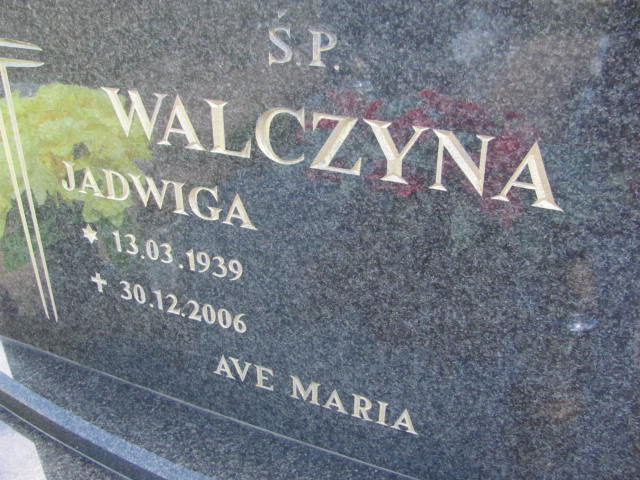 Ś.P.
WALCZYNA
JADWIGA
* 13.03.1939
+ 30.12.2006
AVE MARIA